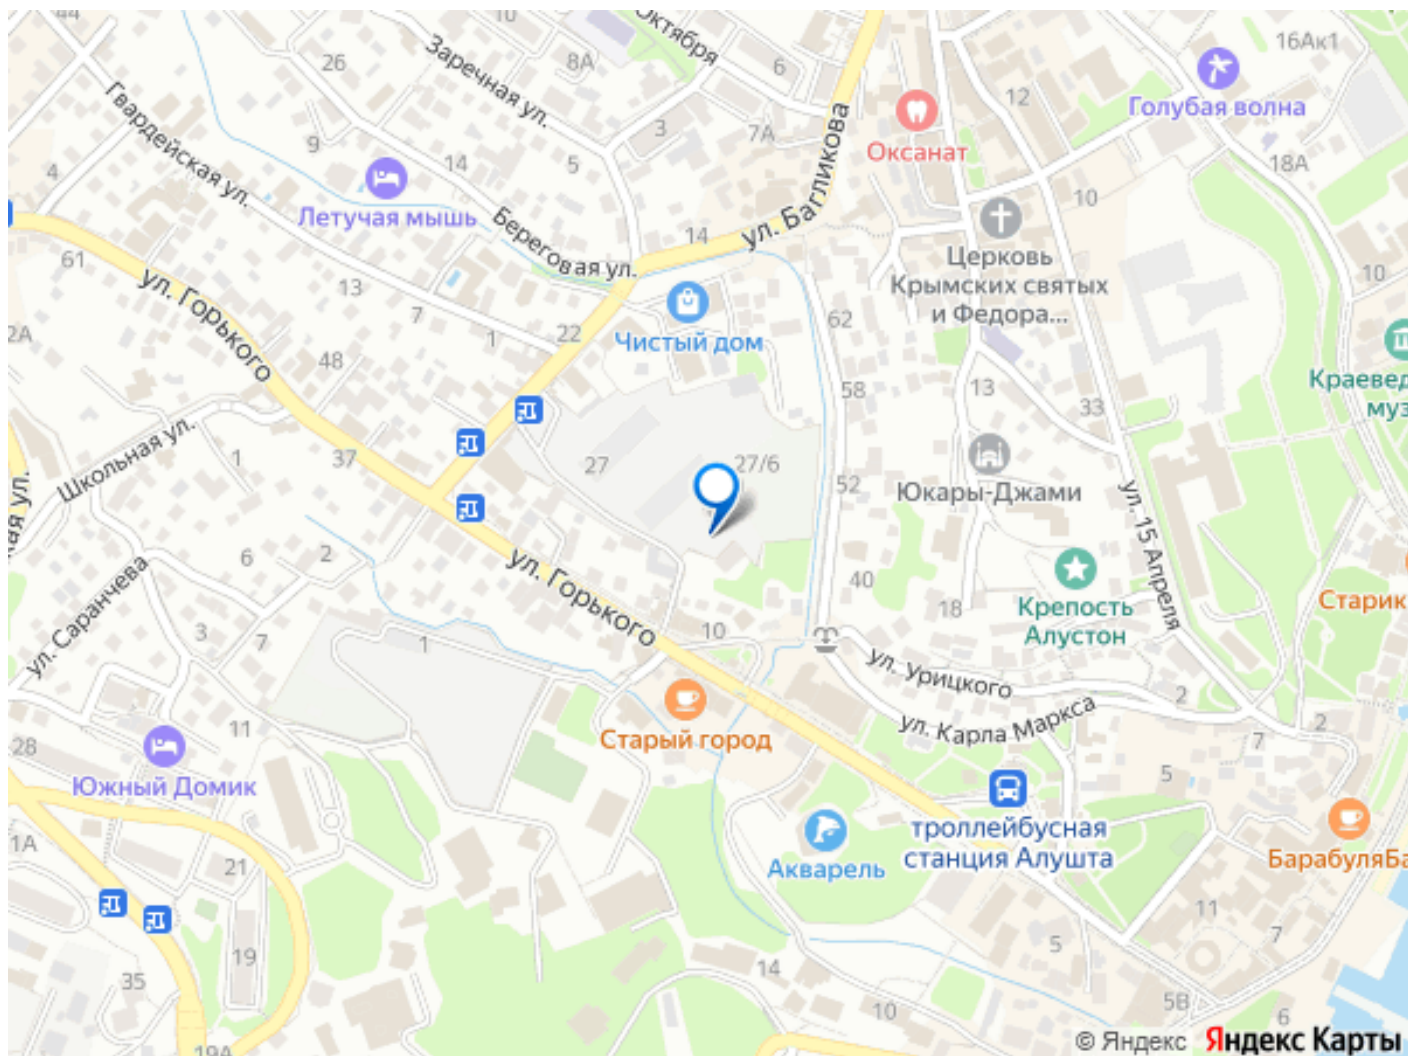 44
10
Октября
16Ак1
Заречная ул.
8А
26
6
Голубая волна
12
Гвардейская ул.
9
3
7А
Оксанат
ул. Багликова
18А
4
14
5
10
Летучая мышь
Береговая ул.
14
Церковь
Крымских святых
и Федора...
61
ул. Горького
13
7
1
22
Чистый дом
62
10
2А
48
58
13
33
Краевед
муз
Школьная ул.
1
37
27
27/6
52
Юкары-Джами
ул. 15 Апреля
кая ул.
6
2
ул. Горького
40
18
Крепость
Алустон
Старик
ул. Саранчева
3
7
1
10
ул. Урицкого
2
ул. Карла Маркса
11
28
Южный Домик
Старый город
7
2
5
троллейбусная
станция Алушта
Акварель
БарабуляБа
1А
21
11
7
5
19
35
14
10
5В
6
19А
© Яндекс Яндекс Карты